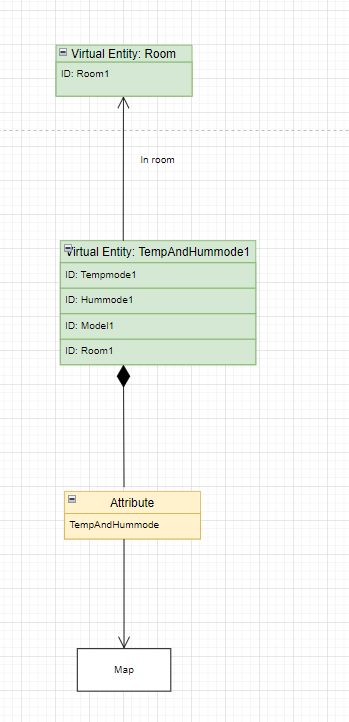 Virtual Entity: Room
ID: Room1
In room
Virtual Entity: TempAndHummode1
ID: Tempmode1
ID: Hummode1
ID: Model1
ID: Room1
Attribute
TempAndHummode
Map